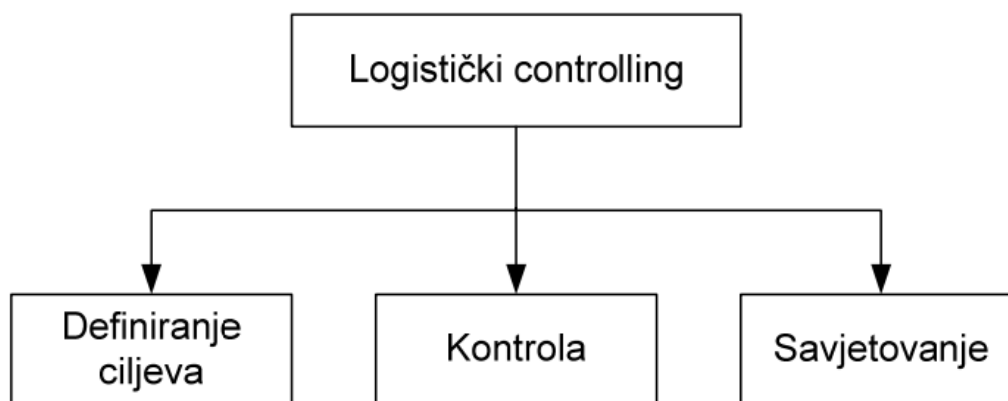 Logistički controlling
Definiranje
ciljeva
Kontrola
Savjetovanje